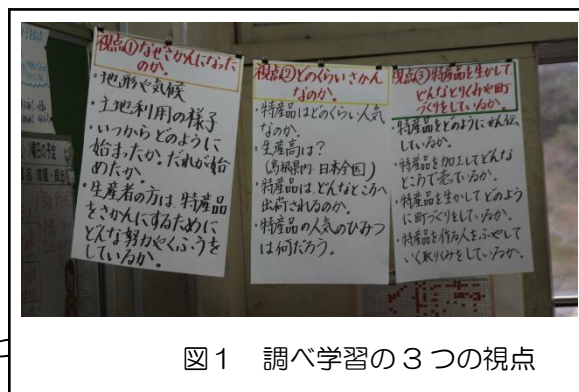 視点①なぜさかんになった
のか。
・地形や気候
・土地利用の様子
・いつからどのように
始まったか。だれが始
めたか。
・生産者の方は、特産品
をさかんにするために
どんな努力やくふうを
しているか。
視点②どのくらいさかん
なのか。
・特産品はどのくらい人気
なのか。
・生産高は?
(島根県内・日本全国)
・特産品は、どんなところへ
出荷されるのか。
・特産品の人気のひみつ
は何だろう。
視点③特産品を生かして、
どんなとりくみや町
づくりをしているか。
・特産品をどのようにせん伝
しているか。
・特産品を加工してどんな
ところで売っているか。
・特産品を生かして、どのよう
に町づくりをしているか。
・特産品を作る人をふやして
いく取りくみをしているか。
曜日の予定
図1 調べ学習の3つの視点